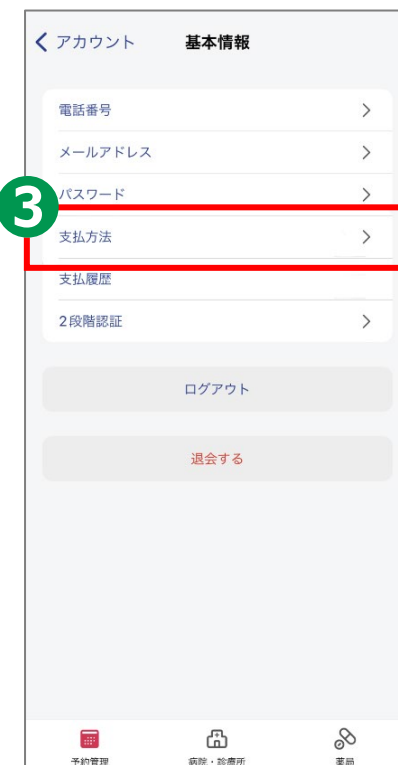 アカウント 基本情報
電話番号
メールアドレス
パスワード
3
支払方法
支払履歴
2段階認証
ログアウト
退会する
予約管理 病院・診療所 薬局